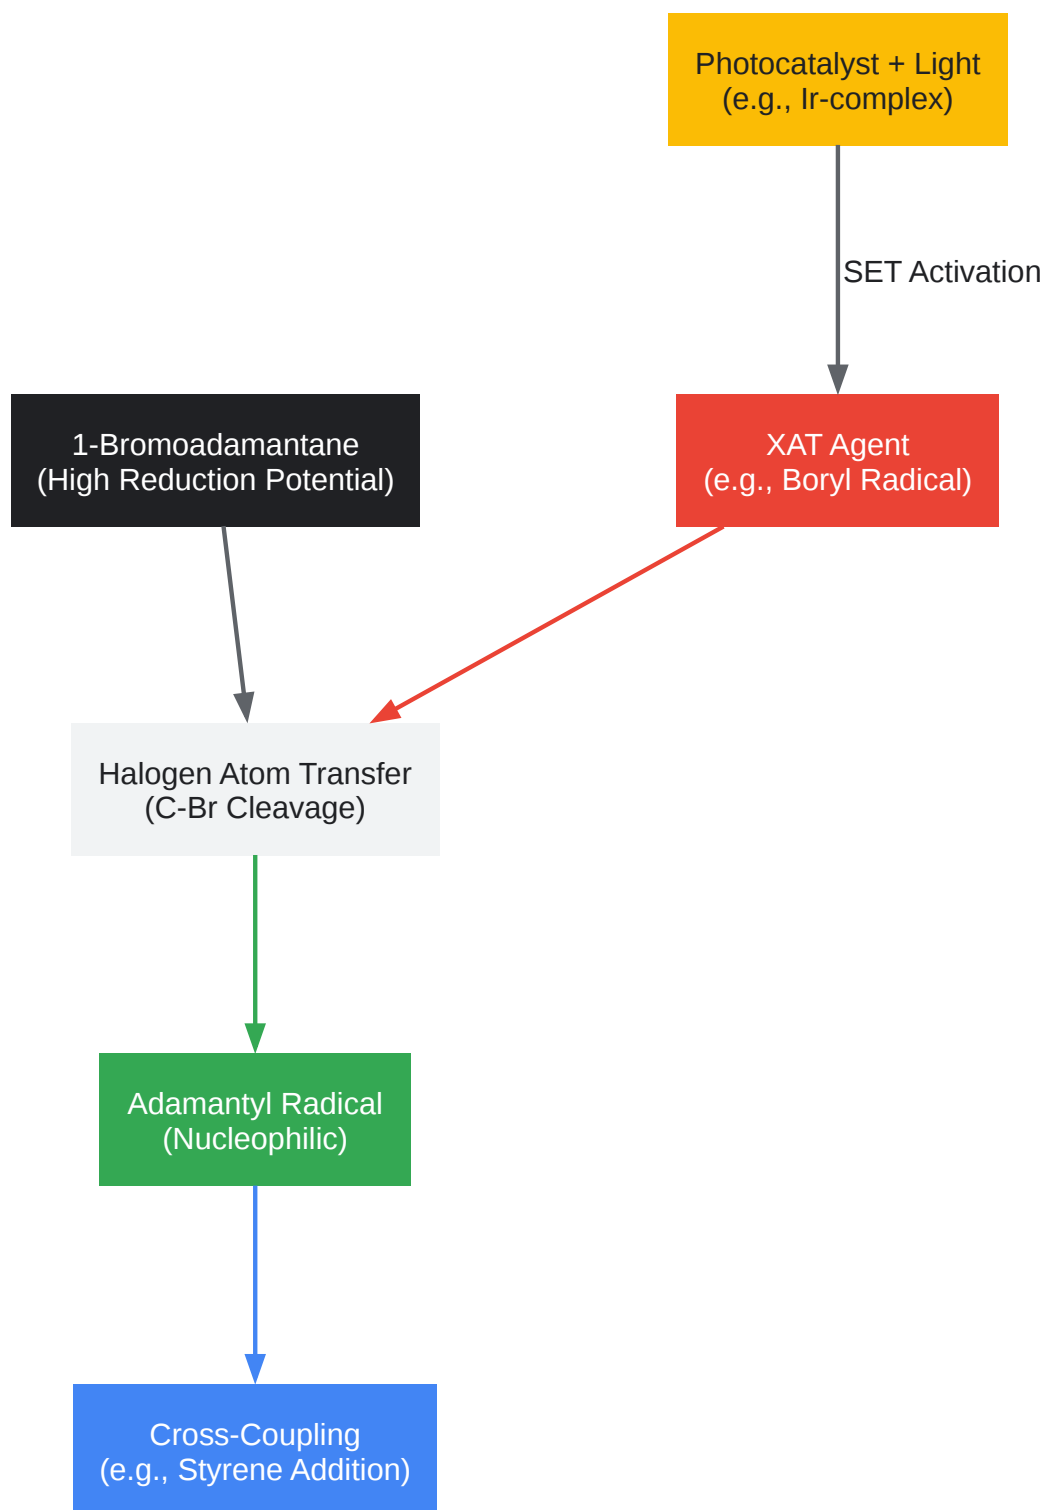 Photocatalyst + Light
(e.g., Ir-complex)
SET Activation
1-Bromoadamantane
(High Reduction Potential)
XAT Agent
(e.g., Boryl Radical)
Halogen Atom Transfer
(C-Br Cleavage)
Adamantyl Radical
(Nucleophilic)
Cross-Coupling
(e.g., Styrene Addition)